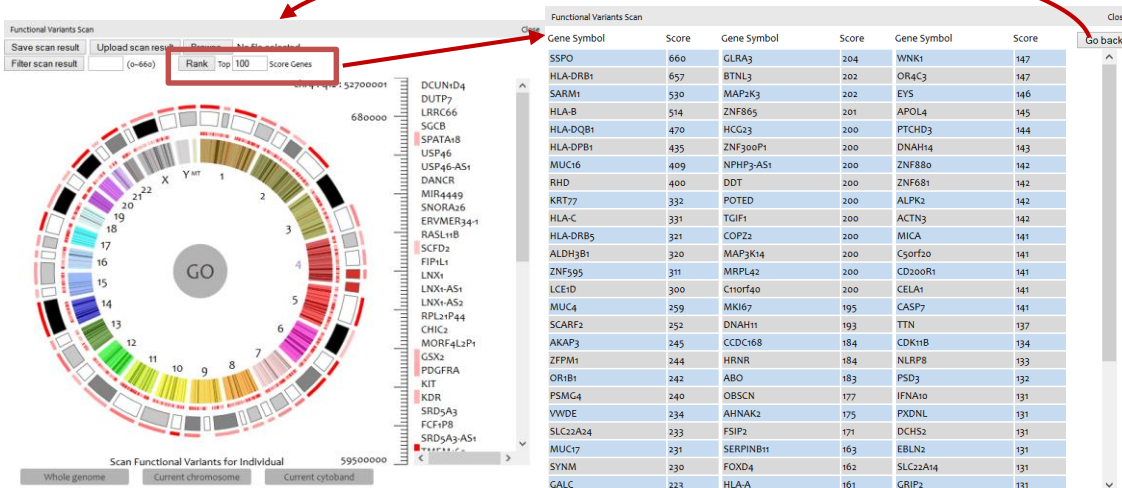 Functional Variants Scan
Close
Save scan result Upload scan result Browse... No file selected.
Filter scan result (0~660) Rank Top 100 Score Genes
52700001
680000
59500000
DCUN1D4
DUTP7
LRRC66
SGCB
SPATA18
USP46
USP46-AS1
DANCR
MIR4449
SNORA26
ERVMER34-1
RASL11B
SCFD2
FIP1L1
LNX1
LNX1-AS1
LNX1-AS2
RPL21P44
CHIC2
MORF4L2P1
GSX2
PDGFRA
KIT
KDR
SRD5A3
FCF1P8
SRD5A3-AS1
1
2
3
4
5
6
7
8
9
10
11
12
13
14
15
16
17
18
19
20
21
22
X
Y MT
GO
Scan Functional Variants for Individual
Whole genome Current chromosome Current cytoband
Functional Variants Scan
Gene Symbol Score Gene Symbol Score Gene Symbol Score Go back
SSPO 660 GLRA3 204 WNK1 147
HLA-DRB1 657 BTNL3 202 OR4C3 147
SARM1 530 MAP2K3 202 EYS 146
HLA-B 514 ZNF865 201 APOL4 145
HLA-DQB1 470 HCG23 200 PTCHD3 144
HLA-DPB1 435 ZNF300P1 200 DNAH14 143
MUC16 409 NPHP3-AS1 200 ZNF880 142
RHD 400 DDT 200 ZNF681 142
KRT77 332 POTED 200 ALPK2 142
HLA-C 331 TGIF1 200 ACTN3 142
HLA-DRB5 321 COPZ2 200 MICA 141
ALDH3B1 320 MAP3K14 200 C5orf20 141
ZNF595 311 MRPL42 200 CD200R1 141
LCE1D 300 C11orf40 200 CELA1 141
MUC4 259 MKI67 195 CASP7 141
SCARF2 252 DNAH11 193 TTN 137
AKAP3 245 CCDC168 184 CDK11B 134
ZFPM1 244 HRNR 184 NLRP8 133
OR1B1 242 ABO 183 PSD3 132
PSMG4 240 OBSCN 177 IFNA10 131
VWDE 234 AHNAK2 175 PXDNL 131
SLC22A24 233 FSIP2 171 DCHS2 131
MUC17 231 SERPINB11 163 EBLN2 131
SYNM 230 FOXD4 162 SLC22A14 131
GALC 223 HLA-A 161 GRIP2 131